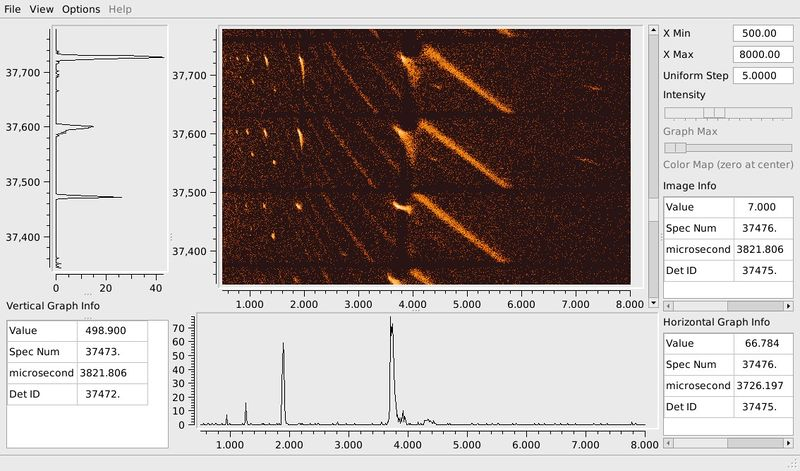 File View Options Help
X Min 500.00
X Max 8000.00
Uniform Step 5.0000
Intensity
Graph Max
Color Map (zero at center)
37,700
37,600
37,500
37,400
0 20 40
37,700
37,600
37,500
37,400
1.000 2.000 3.000 4.000 5.000 6.000 7.000 8.000
Image Info
Value 7.000
Spec Num 37476.
microsecond 3821.806
Det ID 37475.
Vertical Graph Info
Value 498.900
Spec Num 37473.
microsecond 3821.806
Det ID 37472.
70
60
50
40
30
20
10
0
1.000 2.000 3.000 4.000 5.000 6.000 7.000 8.000
Horizontal Graph Info
Value 66.784
Spec Num 37476.
microsecond 3726.197
Det ID 37475.